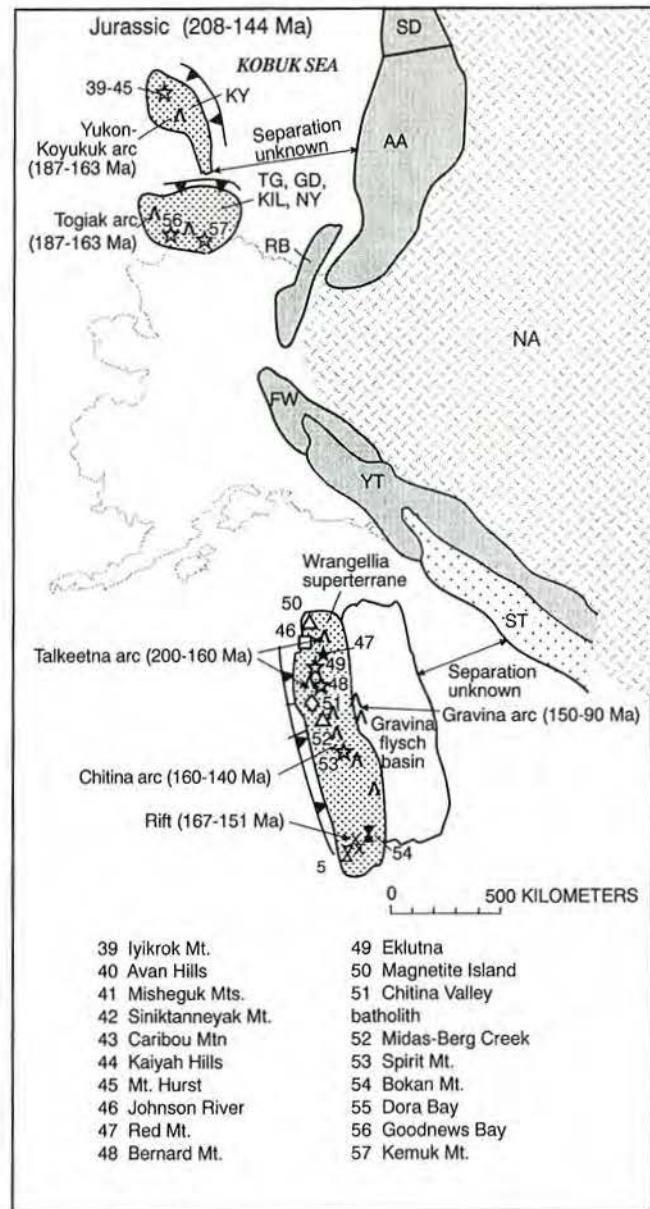 Jurassic (208-144 Ma)
SD
KOBUK SEA
39-45
KY
Yukon-
Koyukuk arc
(187-163 Ma)
Separation
unknown
AA
TG, GD,
KIL, NY
Togiak arc
(187-163 Ma)
56
57
RB
NA
FW
YT
Wrangellia
superterrane
ST
50
46
47
Talkeetna arc (200-160 Ma)
49
48
Separation
unknown
51
Gravina arc (150-90 Ma)
52
Gravina
flysch
basin
53
Chitina arc (160-140 Ma)
Rift (167-151 Ma)
5
54
0 500 KILOMETERS
39 Iyikrok Mt.
40 Avan Hills
41 Misheguk Mts.
42 Siniktanneyak Mt.
43 Caribou Mtn
44 Kaiyah Hills
45 Mt. Hurst
46 Johnson River
47 Red Mt.
48 Bernard Mt.
49 Eklutna
50 Magnetite Island
51 Chitina Valley
batholith
52 Midas-Berg Creek
53 Spirit Mt.
54 Bokan Mt.
55 Dora Bay
56 Goodnews Bay
57 Kemuk Mt.